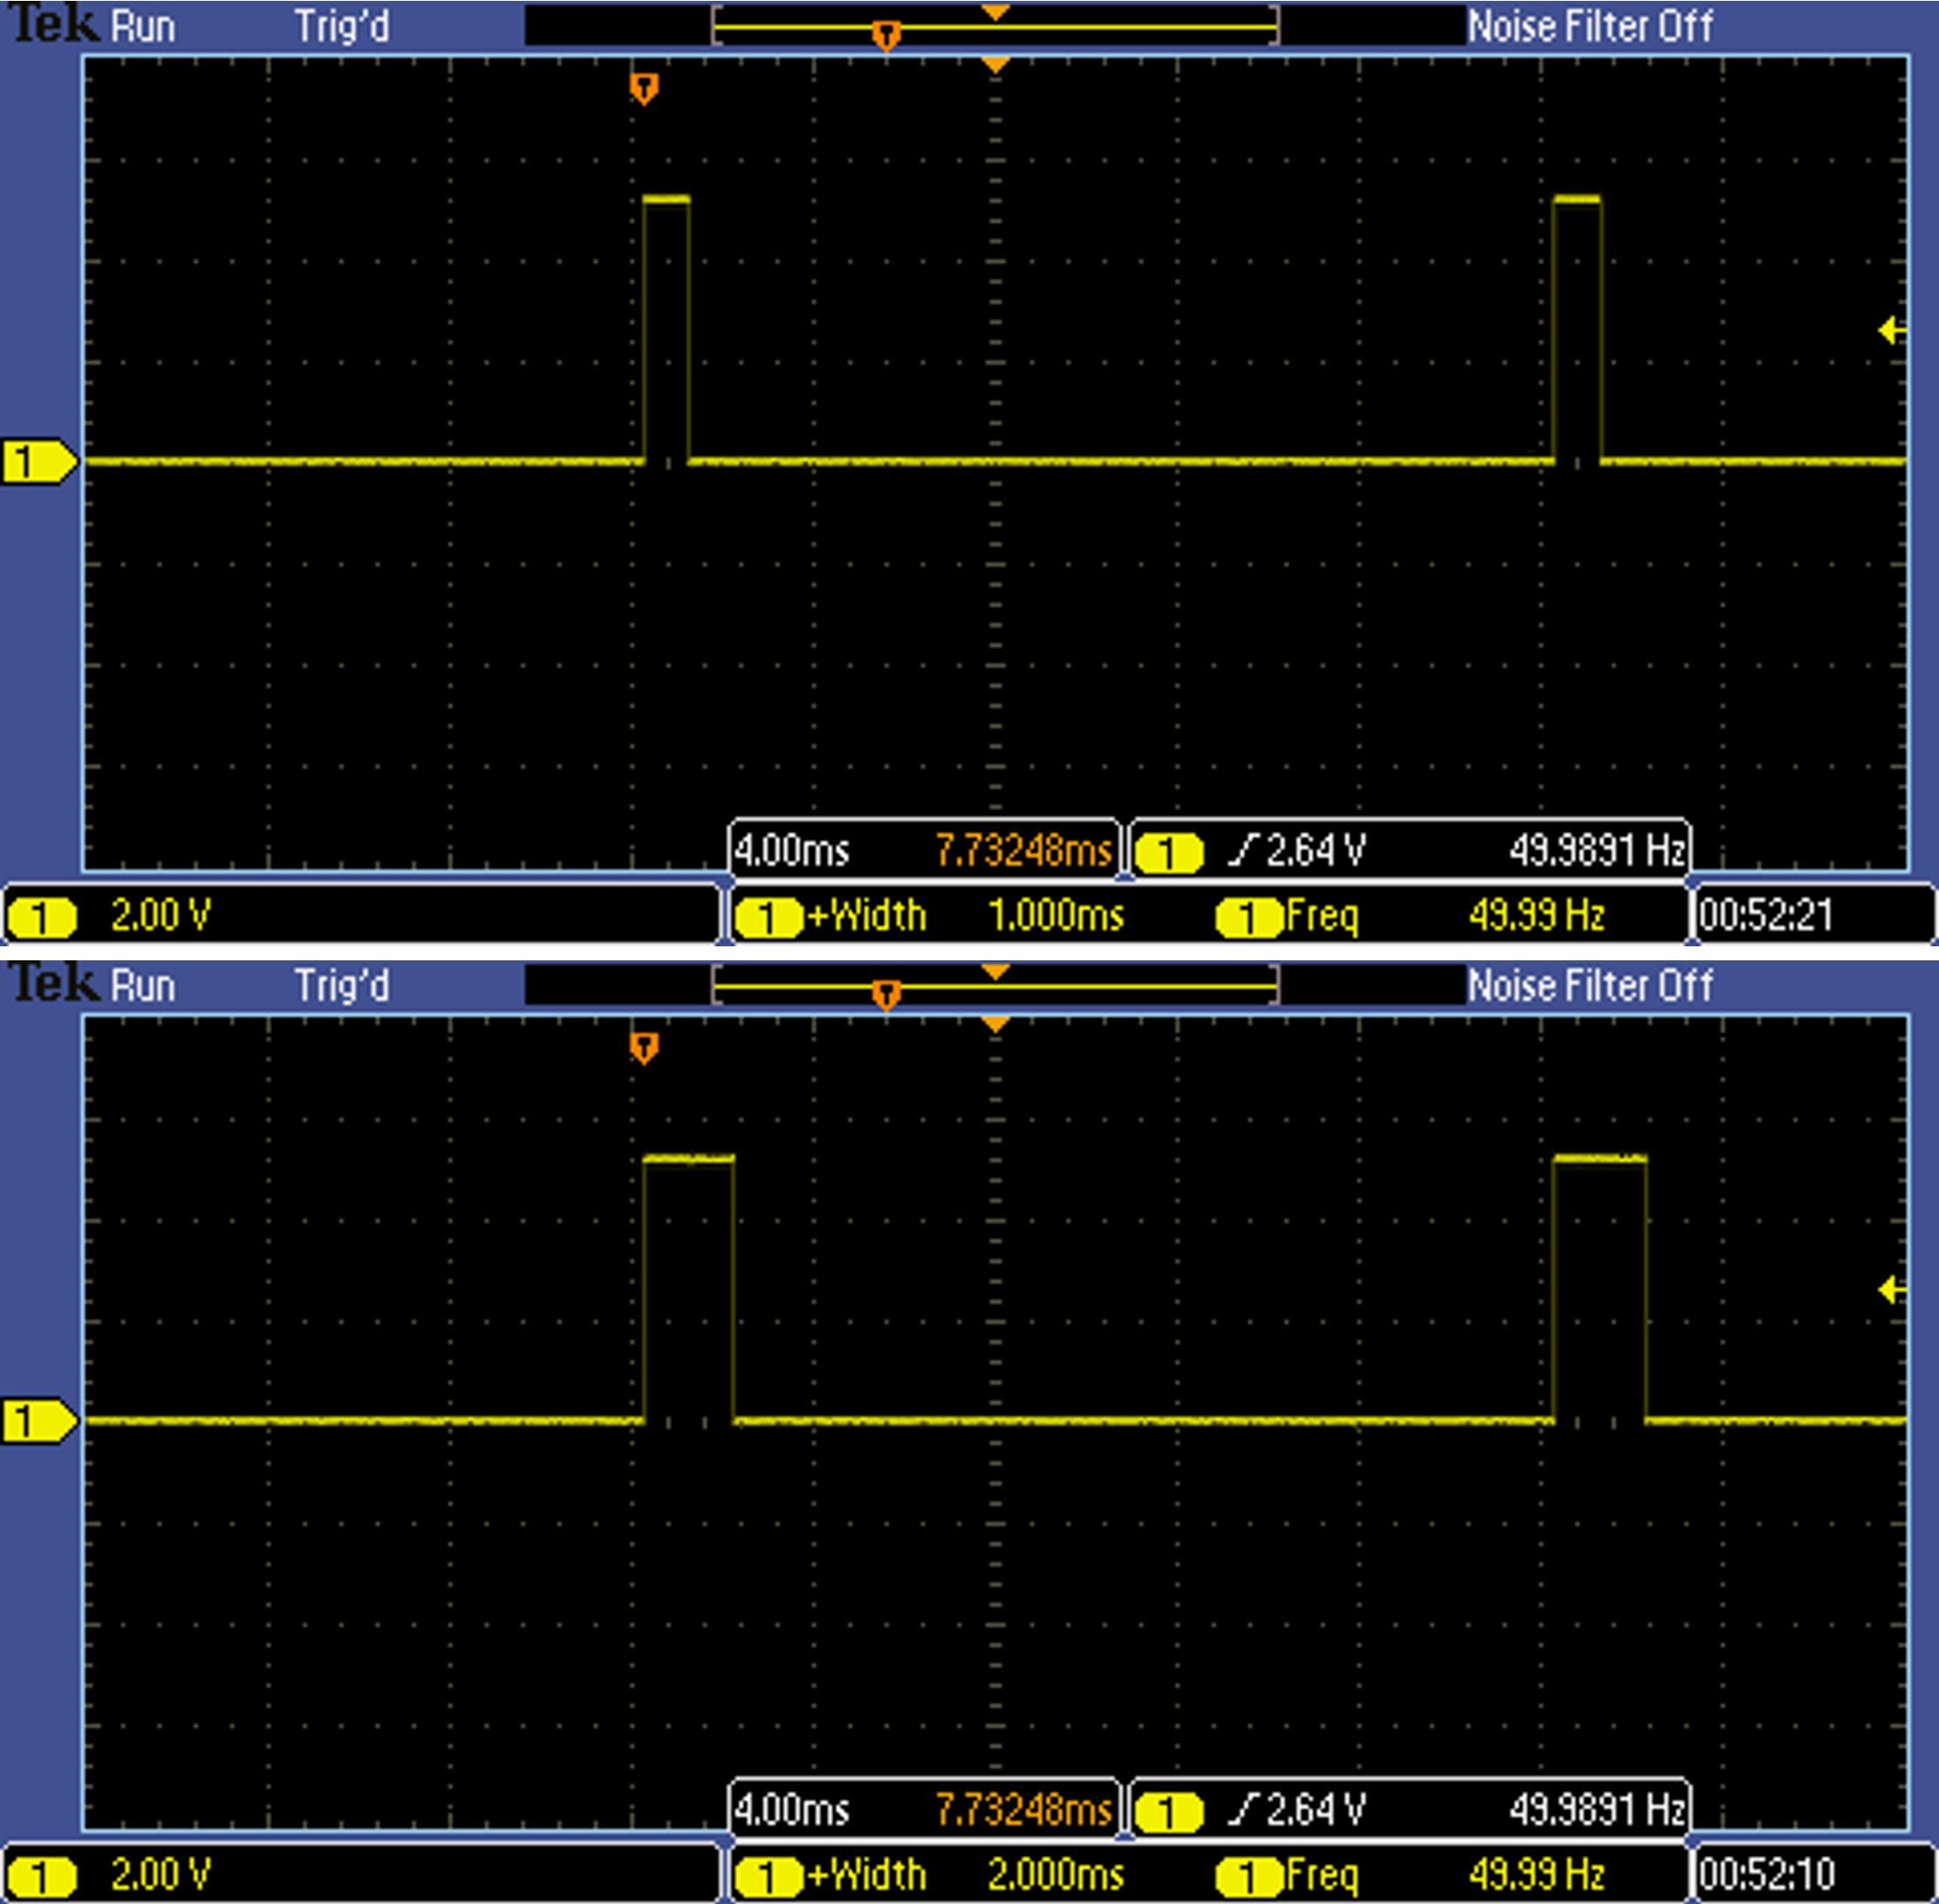 Tek Run Trig'd Noise Filter Off
T
T
1
4.00ms 7.73248ms 1 2.64 V 49.9891 Hz
1 2.00 V 1 +Width 1.000ms 1 Freq 49.99 Hz 00:52:21
Tek Run Trig'd Noise Filter Off
T
T
1
4.00ms 7.73248ms 1 2.64 V 49.9891 Hz
1 2.00 V 1 +Width 2.000ms 1 Freq 49.99 Hz 00:52:10